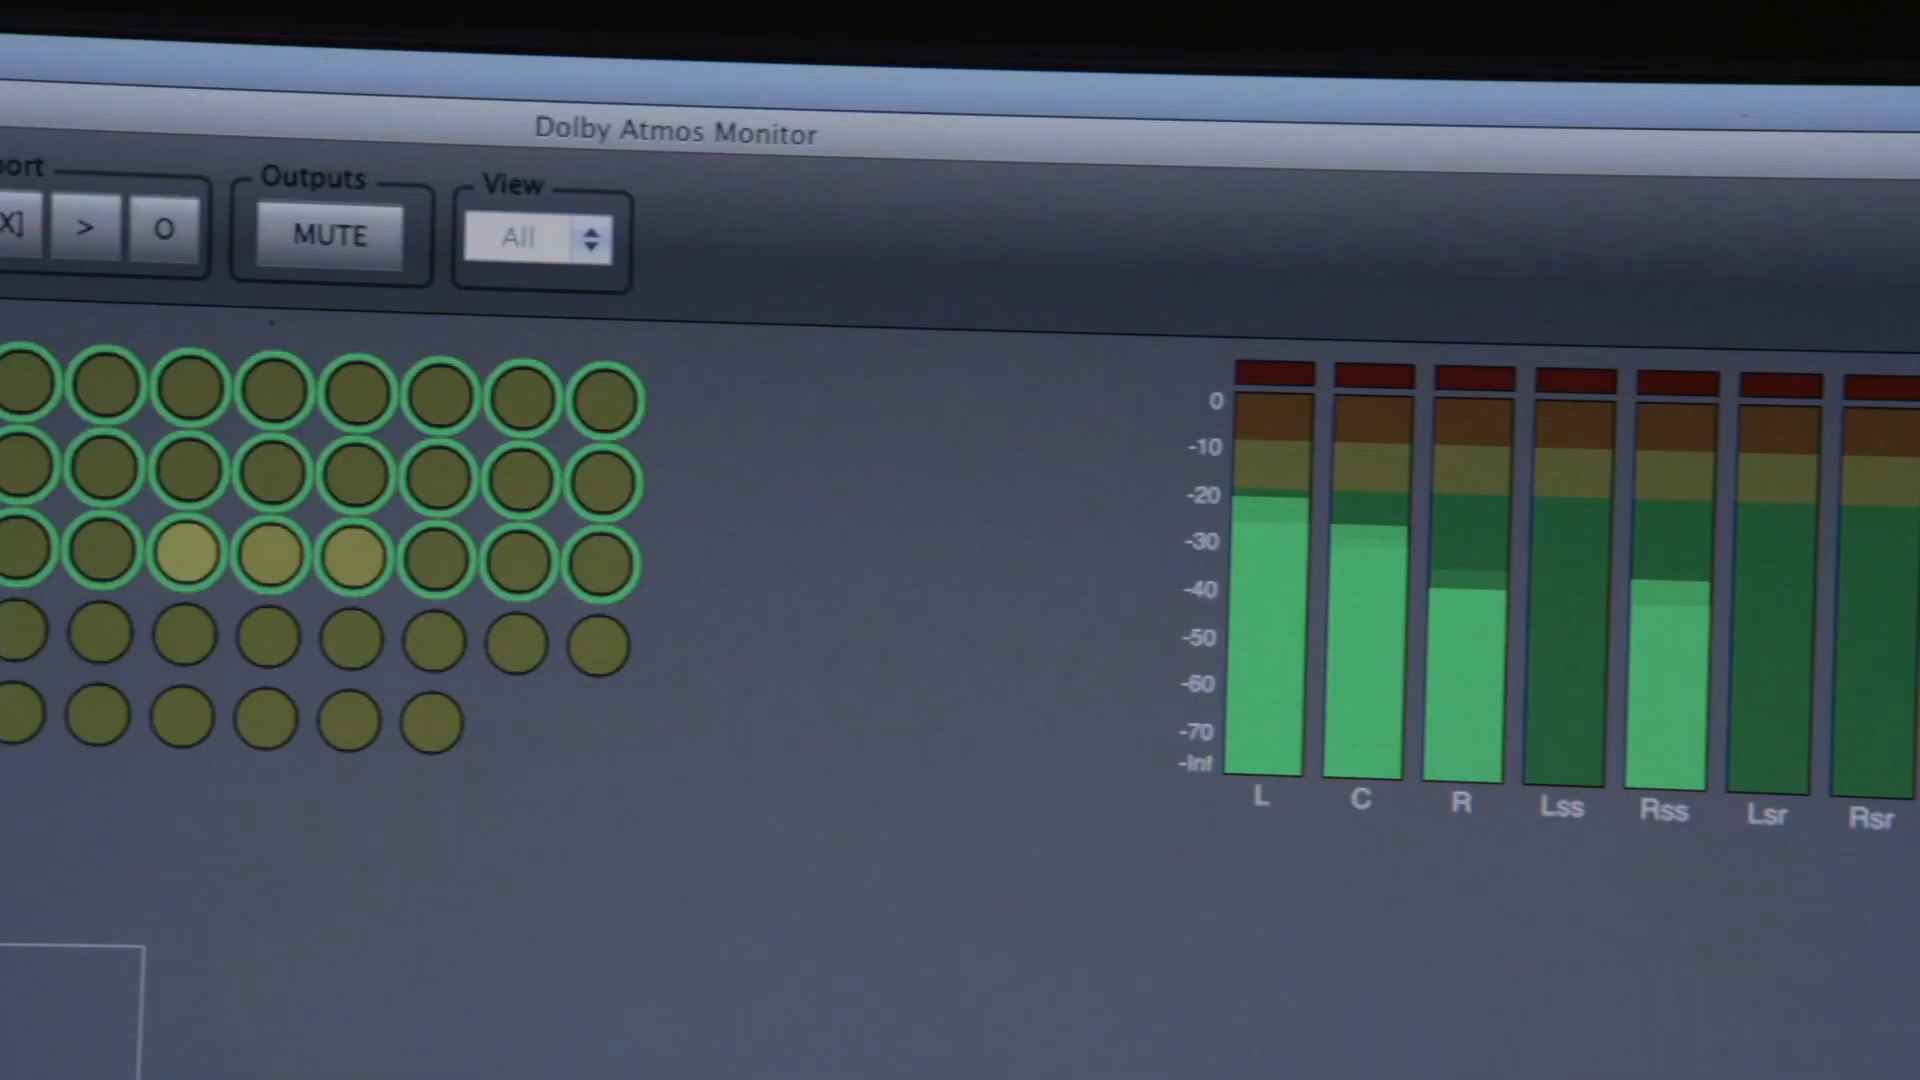 Dolby Atmos Monitor
port Outputs View
X] > O MUTE All
0
-10
-20
-30
-40
-50
-60
-70
-Inf
L C R Lss Rss Lsr Rsr